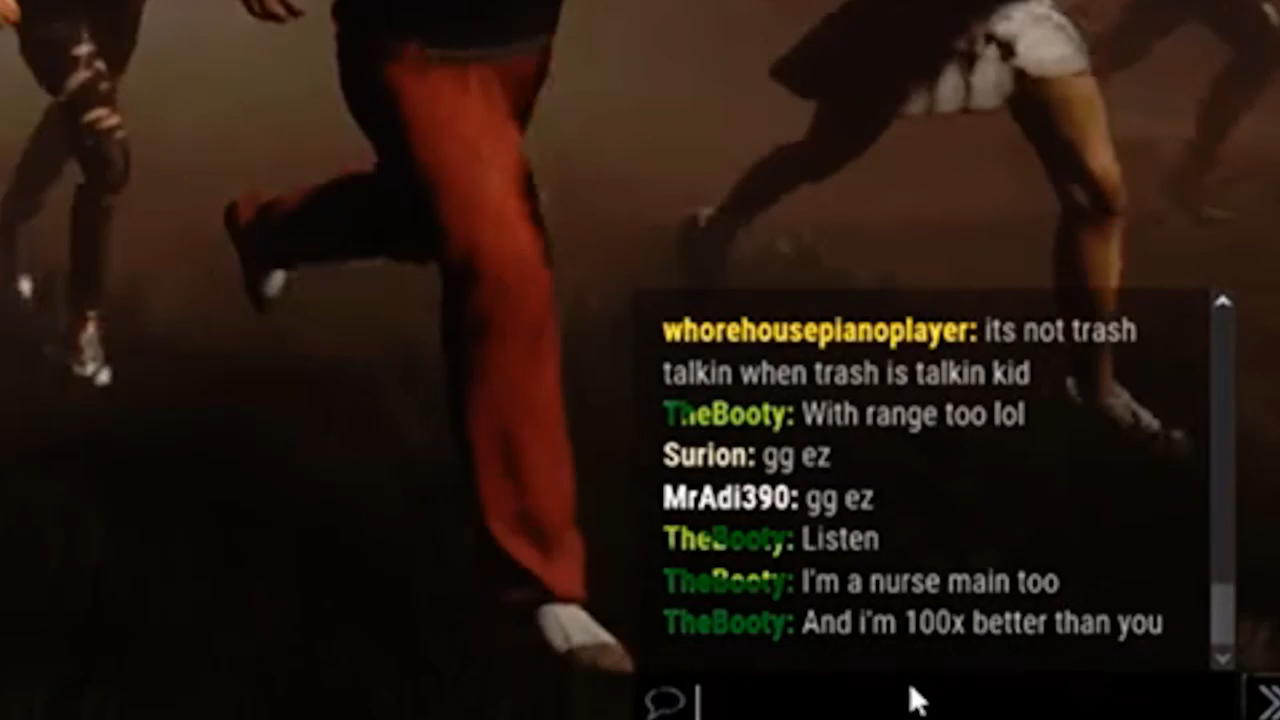 whorehousepianoplayer: its not trash
talkin when trash is talkin kid
TheBooty: With range too lol
Surion: gg ez
MrAdi390: gg ez
TheBooty: Listen
TheBooty: I'm a nurse main too
TheBooty: And i'm 100x better than you